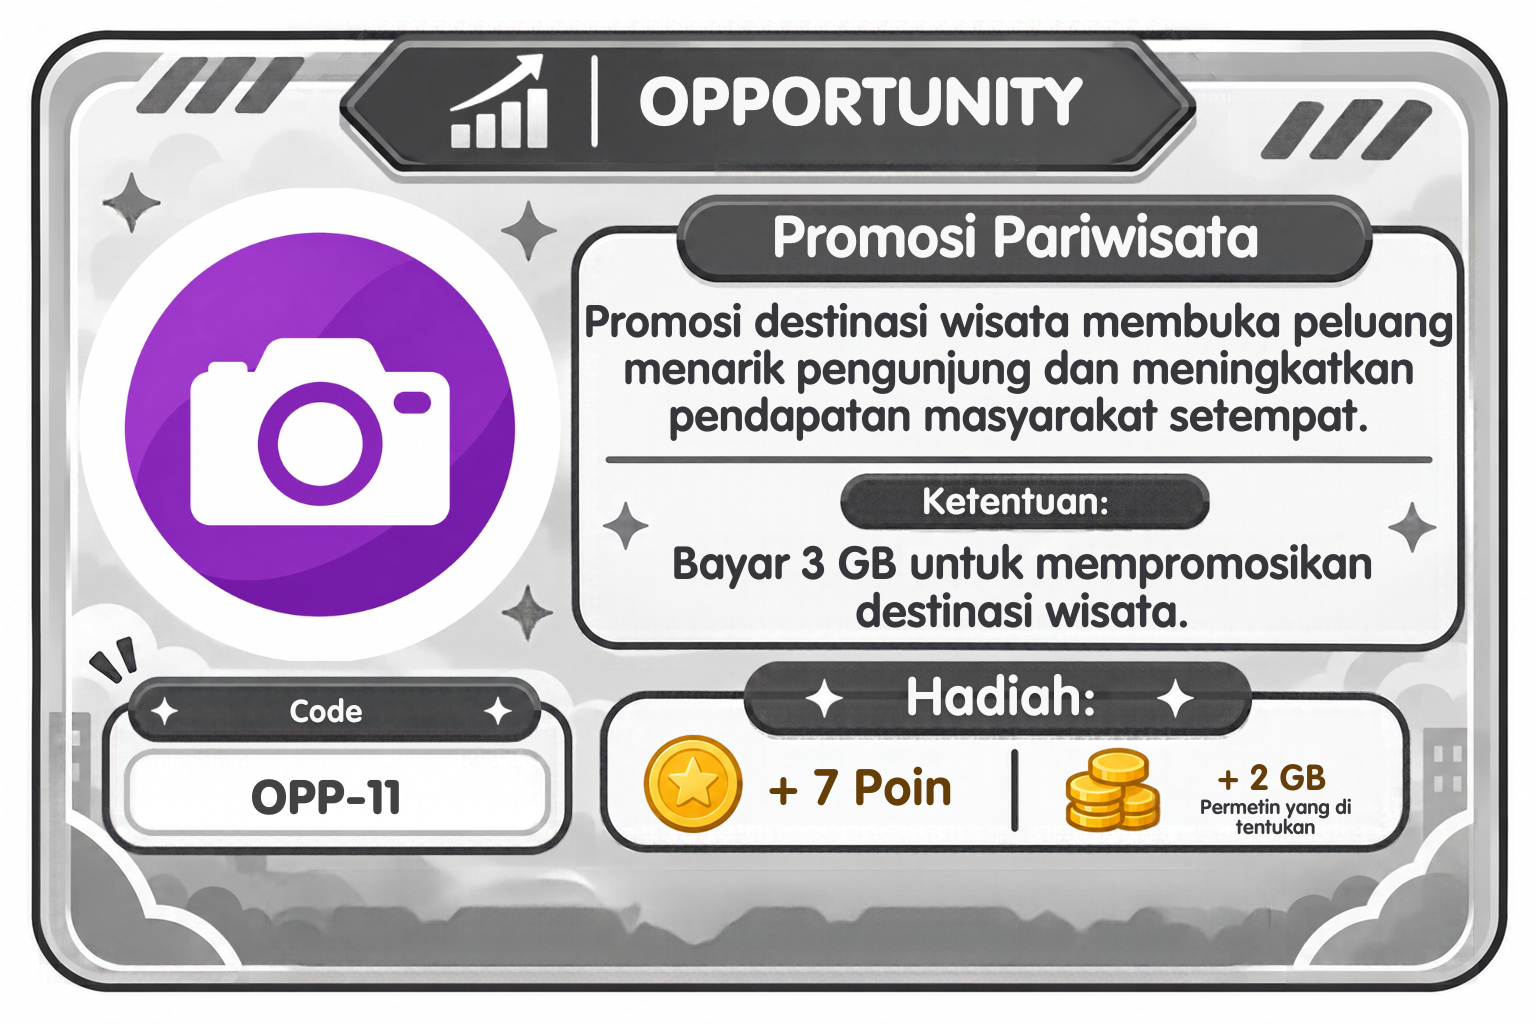 OPPORTUNITY
Promosi Pariwisata
Promosi destinasi wisata membuka peluang
menarik pengunjung dan meningkatkan
pendapatan masyarakat setempat.
Ketentuan:
Bayar 3 GB untuk mempromosikan
destinasi wisata.
Code
OPP-11
Hadiah:
+ 7 Poin
+ 2 GB
Permetin yang di
tentukan